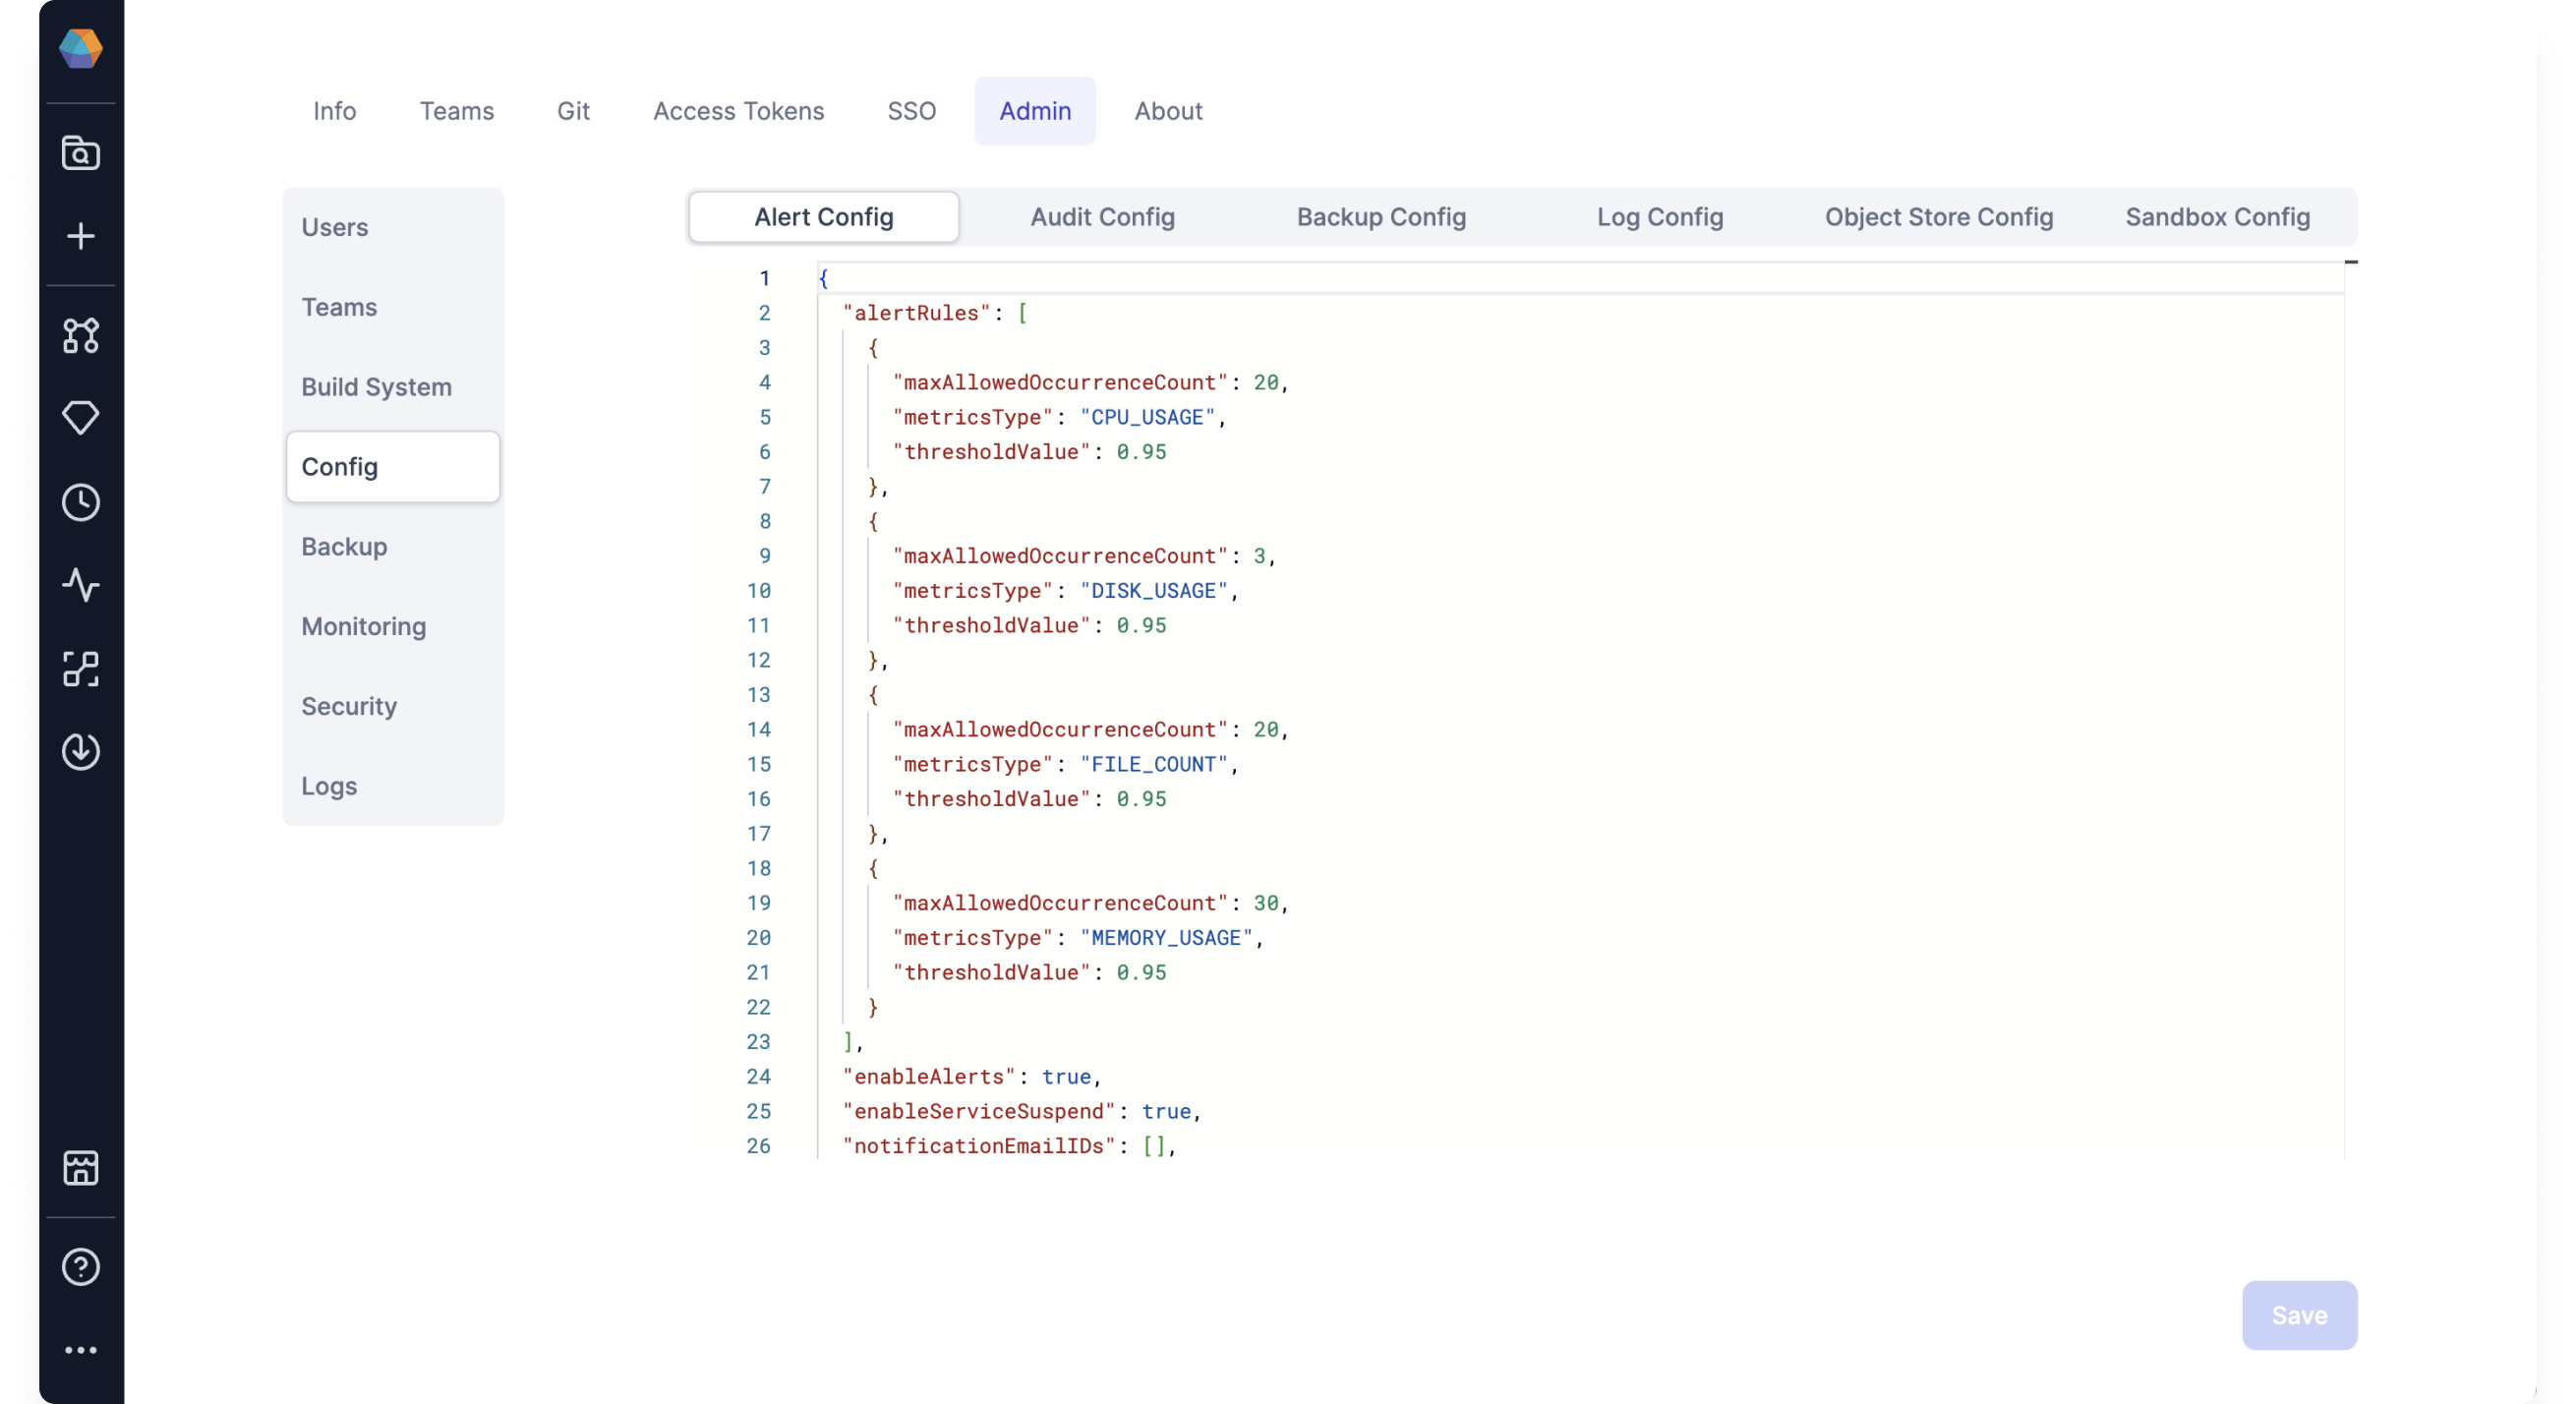 Info Teams Git Access Tokens SSO Admin About
Users
Teams
Build System
Config
Backup
Monitoring
Security
Logs
Alert Config Audit Config Backup Config Log Config Object Store Config Sandbox Config
1 {
2 "alertRules": [
3 {
4 "maxAllowedOccurrenceCount": 20,
5 "metricsType": "CPU_USAGE",
6 "thresholdValue": 0.95
7 },
8 {
9 "maxAllowedOccurrenceCount": 3,
10 "metricsType": "DISK_USAGE",
11 "thresholdValue": 0.95
12 },
13 {
14 "maxAllowedOccurrenceCount": 20,
15 "metricsType": "FILE_COUNT",
16 "thresholdValue": 0.95
17 },
18 {
19 "maxAllowedOccurrenceCount": 30,
20 "metricsType": "MEMORY_USAGE",
21 "thresholdValue": 0.95
22 }
23 ],
24 "enableAlerts": true,
25 "enableServiceSuspend": true,
26 "notificationEmailIDs": [],
Save